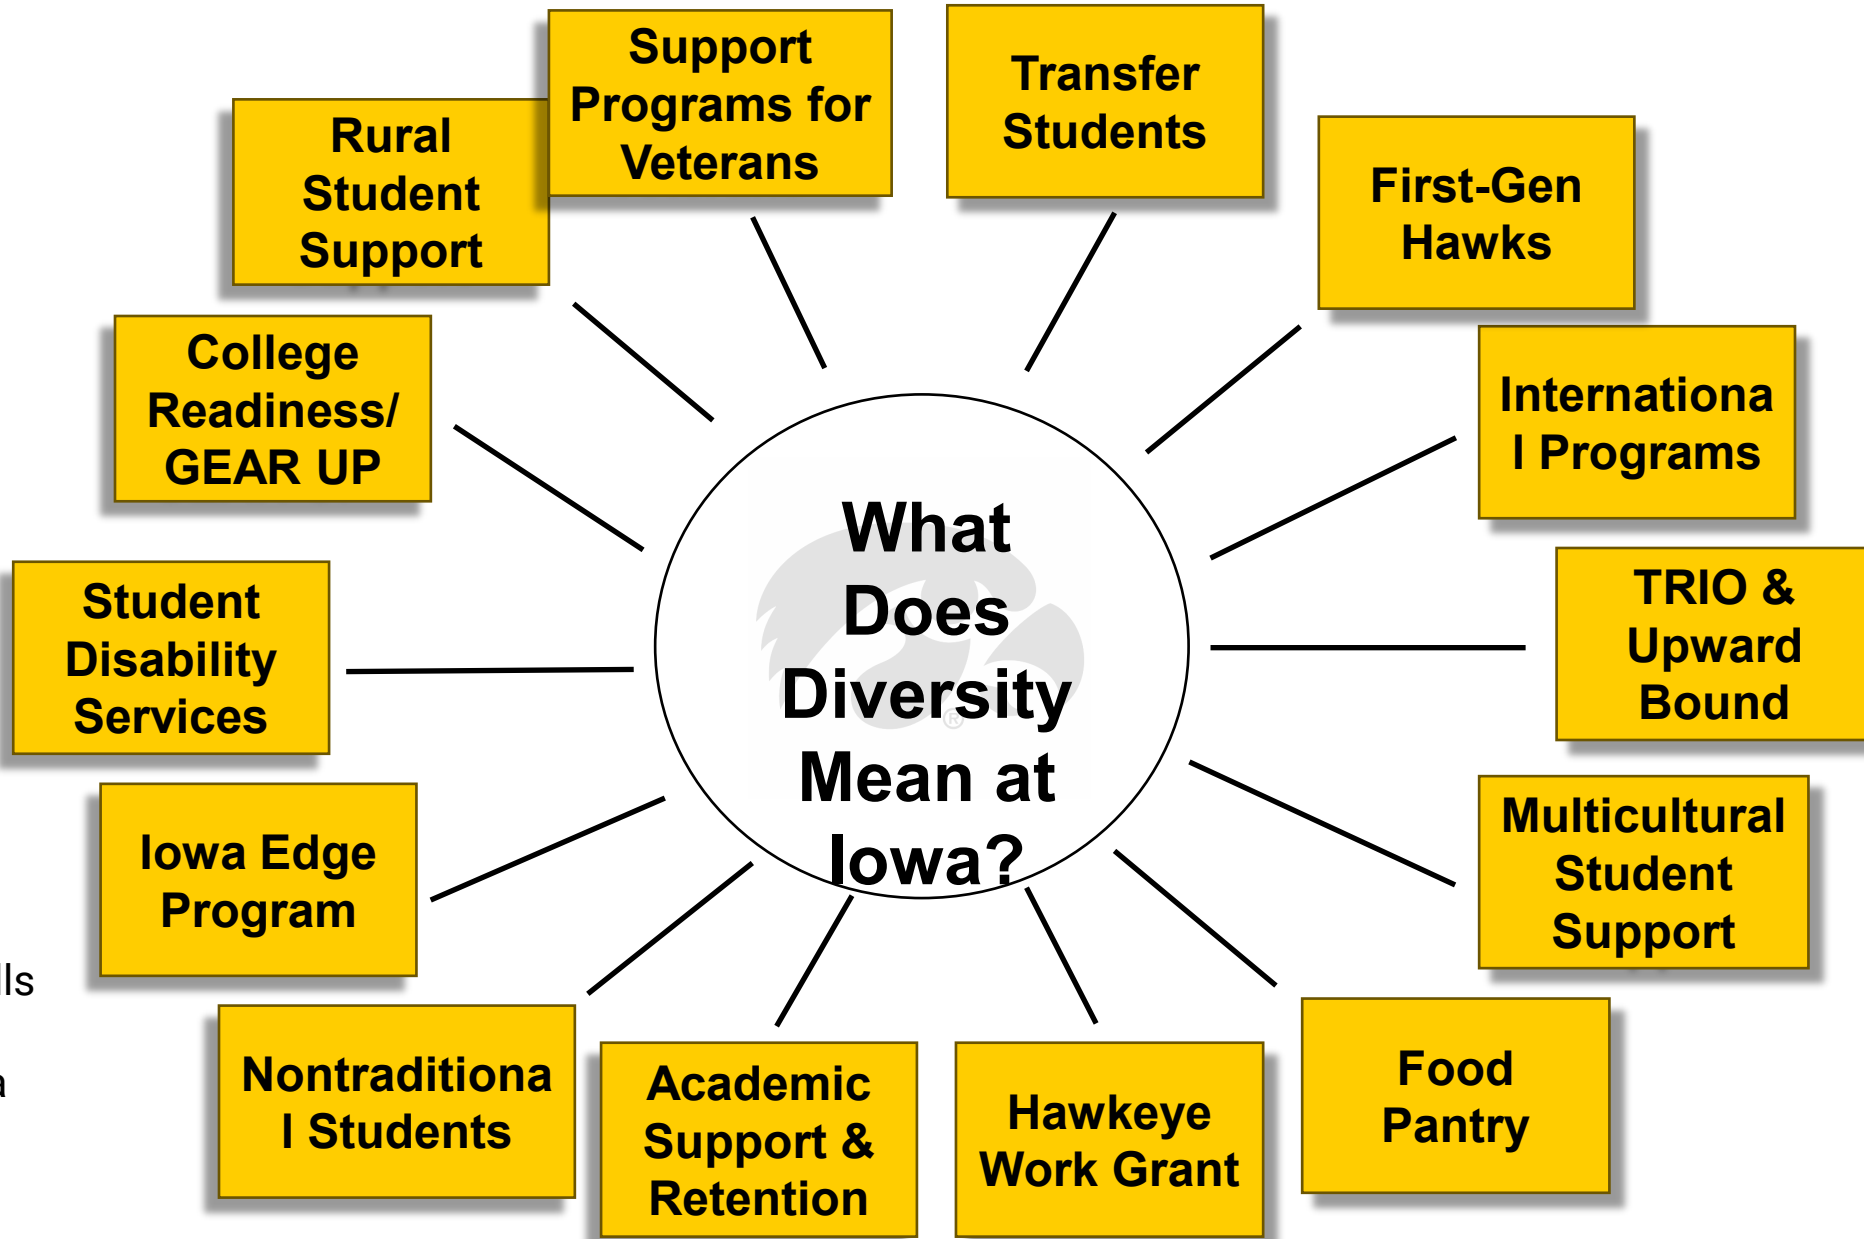 Support
Programs for
Veterans
Transfer
Students
Rural
Student
Support
First-Gen
Hawks
College
Readiness/
GEAR UP
Internationa
l Programs
What
Does
Diversity
Mean at
Iowa?
®
Student
Disability
Services
TRIO &
Upward
Bound
Iowa Edge
Program
Multicultural
Student
Support
lls
a
Nontraditiona
l Students
Academic
Support &
Retention
Hawkeye
Work Grant
Food
Pantry